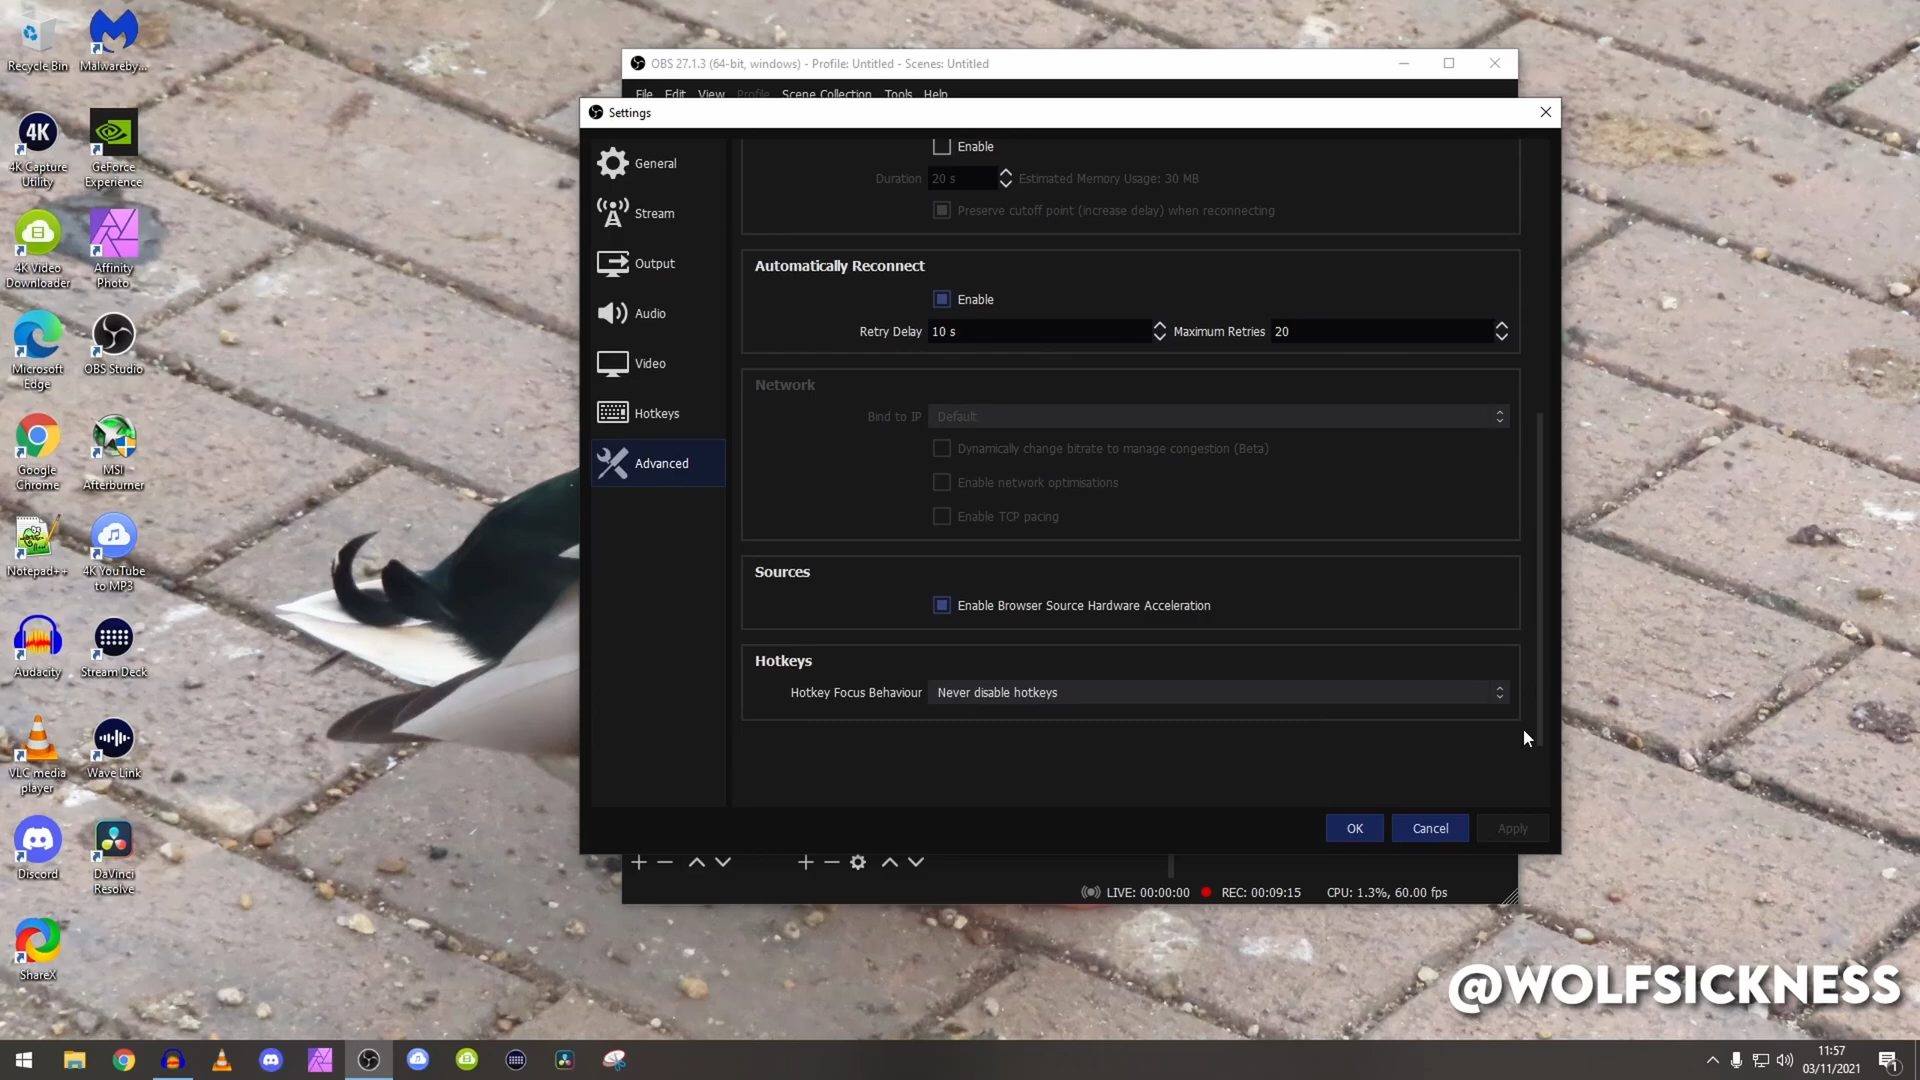 Recycle Bin
Malwareby...
4K Capture
Utility
GeForce
Experience
4K Video
Downloader
Affinity
Photo
Microsoft
Edge
OBS Studio
Google
Chrome
MSI
Afterburner
Notepad++
4K YouTube
to MP3
Audacity
Stream Deck
VLC media
player
Wave Link
Discord
DaVinci
Resolve
ShareX
OBS 27.1.3 (64-bit, windows) - Profile: Untitled - Scenes: Untitled
File Edit View Profile Scene Collection Tools Help
Settings
General
Stream
Output
Audio
Video
Hotkeys
Advanced
Enable
Duration 20 s Estimated Memory Usage: 30 MB
Preserve cutoff point (increase delay) when reconnecting
Automatically Reconnect
Enable
Retry Delay 10 s Maximum Retries 20
Network
Bind to IP Default
Dynamically change bitrate to manage congestion (Beta)
Enable network optimisations
Enable TCP pacing
Sources
Enable Browser Source Hardware Acceleration
Hotkeys
Hotkey Focus Behaviour Never disable hotkeys
OK Cancel Apply
LIVE: 00:00:00 REC: 00:09:15 CPU: 1.3%, 60.00 fps
@WOLFSICKNESS
11:57
03/11/2021
1